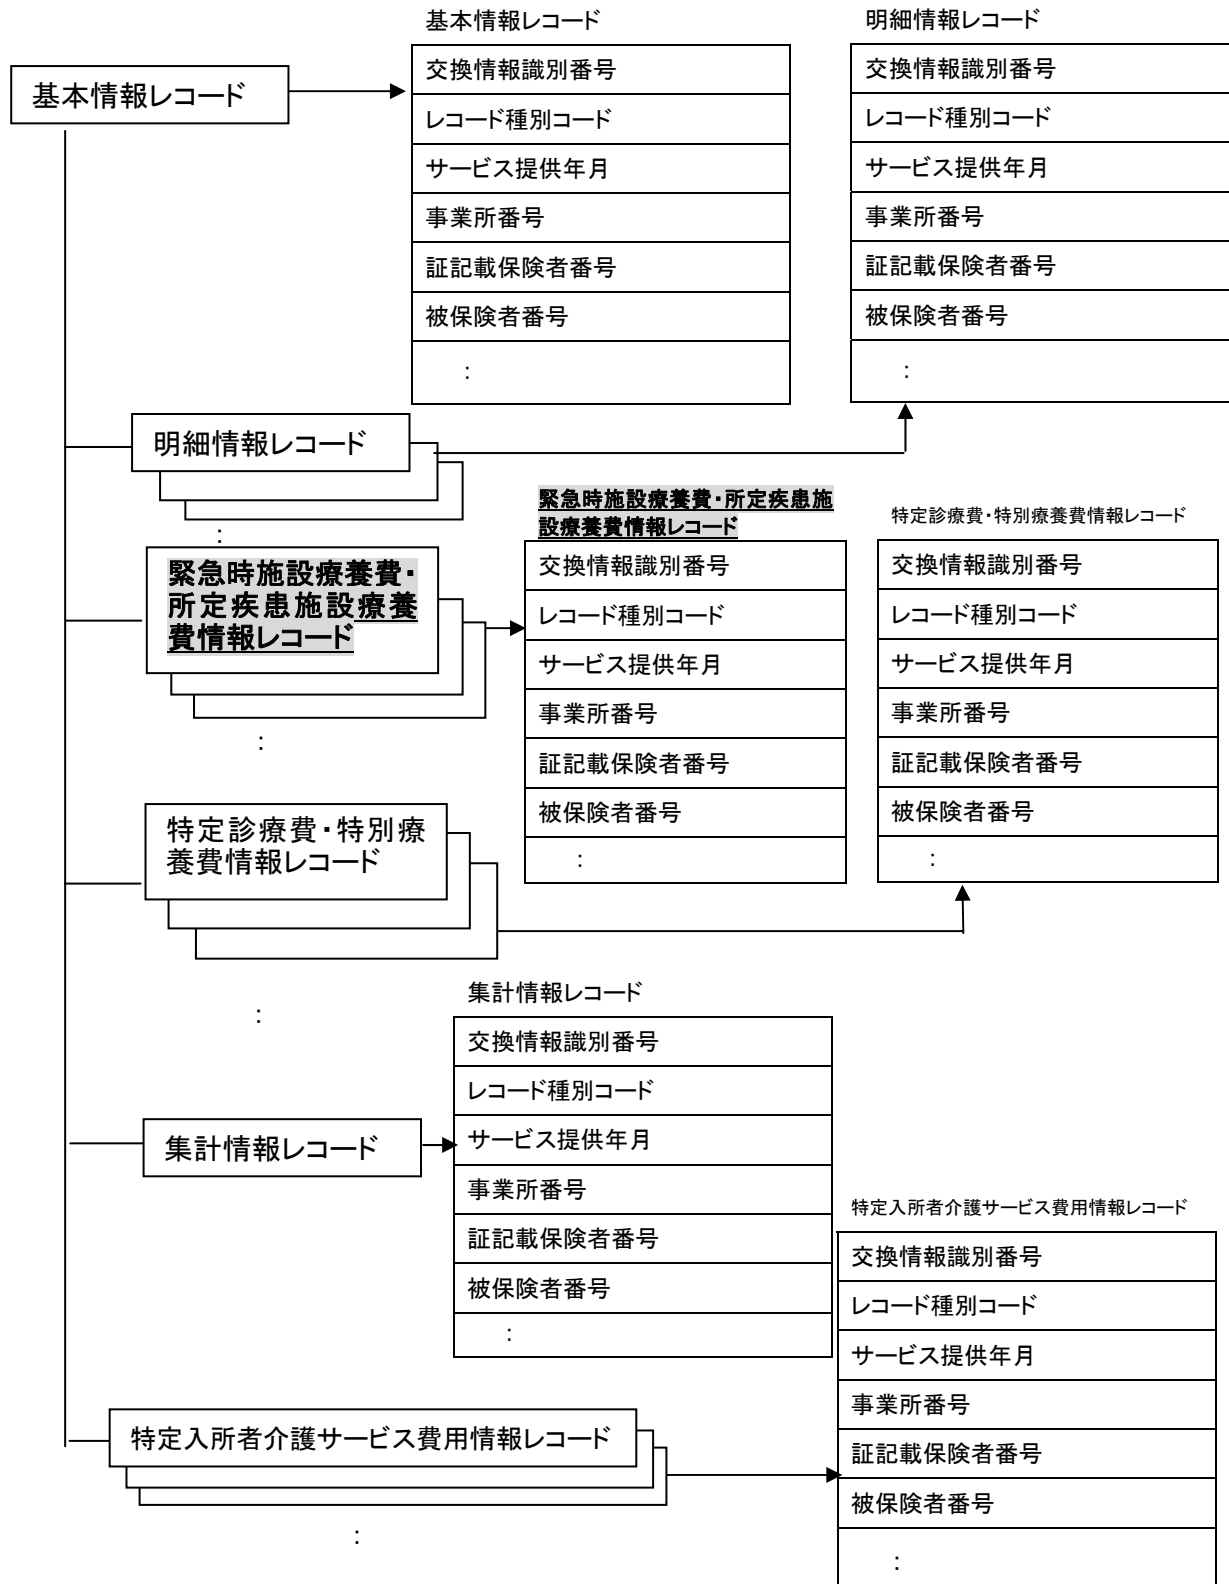 基本情報レコード
基本情報レコード
交換情報識別番号
レコード種別コード
サービス提供年月
事業所番号
証記載保険者番号
被保険者番号
:
明細情報レコード
交換情報識別番号
レコード種別コード
サービス提供年月
事業所番号
証記載保険者番号
被保険者番号
:
明細情報レコード
:
緊急時施設療養費・
所定疾患施設療養
費情報レコード
:
緊急時施設療養費・所定疾患施
設療養費情報レコード
交換情報識別番号
レコード種別コード
サービス提供年月
事業所番号
証記載保険者番号
被保険者番号
:
特定診療費・特別療養費情報レコード
交換情報識別番号
レコード種別コード
サービス提供年月
事業所番号
証記載保険者番号
被保険者番号
:
特定診療費・特別療
養費情報レコード
:
集計情報レコード
交換情報識別番号
レコード種別コード
サービス提供年月
事業所番号
証記載保険者番号
被保険者番号
:
集計情報レコード
特定入所者介護サービス費用情報レコード
交換情報識別番号
レコード種別コード
サービス提供年月
事業所番号
証記載保険者番号
被保険者番号
:
特定入所者介護サービス費用情報レコード
: